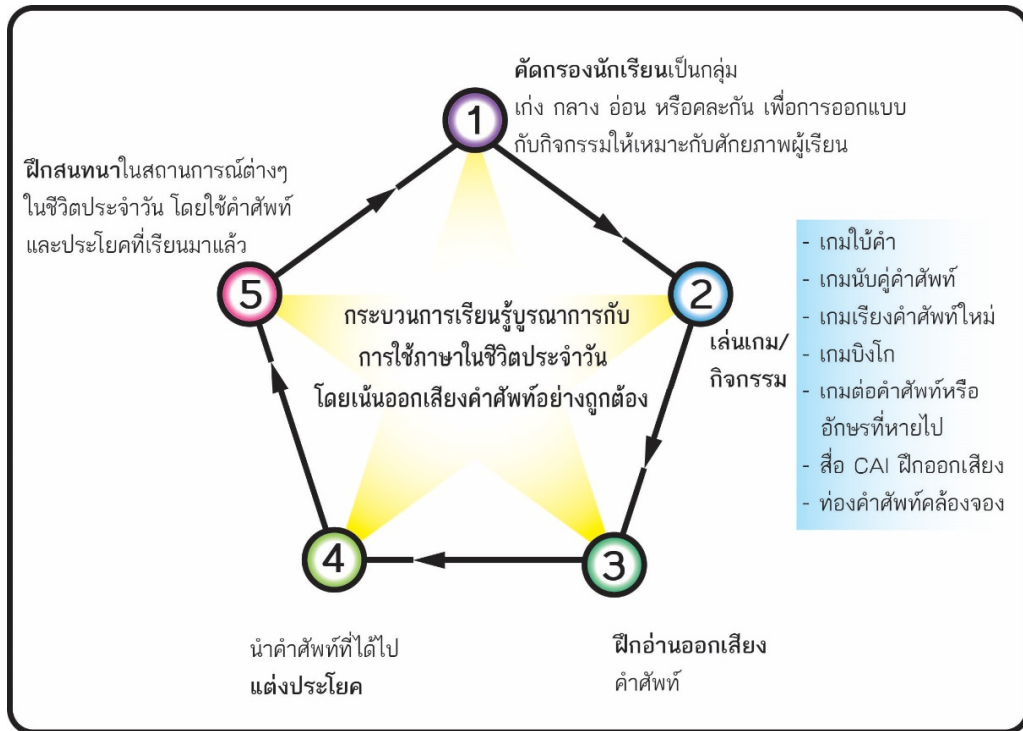 1
คัดกรองนักเรียนเป็นกลุ่ม
เก่ง กลาง อ่อน หรือคละกัน เพื่อการออกแบบ
กับกิจกรรมให้เหมาะกับศักยภาพผู้เรียน
2
เล่นเกม/
กิจกรรม
- เกมใบ้คำ
- เกมนับคู่คำศัพท์
- เกมเรียงคำศัพท์ใหม่
- เกมบิงโก
- เกมต่อคำศัพท์หรือ
อักษรที่หายไป
- สื่อ CAI ฝึกออกเสียง
- ท่องคำศัพท์คล้องจอง
3
ฝึกอ่านออกเสียง
คำศัพท์
4
นำคำศัพท์ที่ได้ไป
แต่งประโยค
5
ฝึกสนทนาในสถานการณ์ต่างๆ
ในชีวิตประจำวัน โดยใช้คำศัพท์
และประโยคที่เรียนมาแล้ว
กระบวนการเรียนรู้บูรณาการกับ
การใช้ภาษาในชีวิตประจำวัน
โดยเน้นออกเสียงคำศัพท์อย่างถูกต้อง